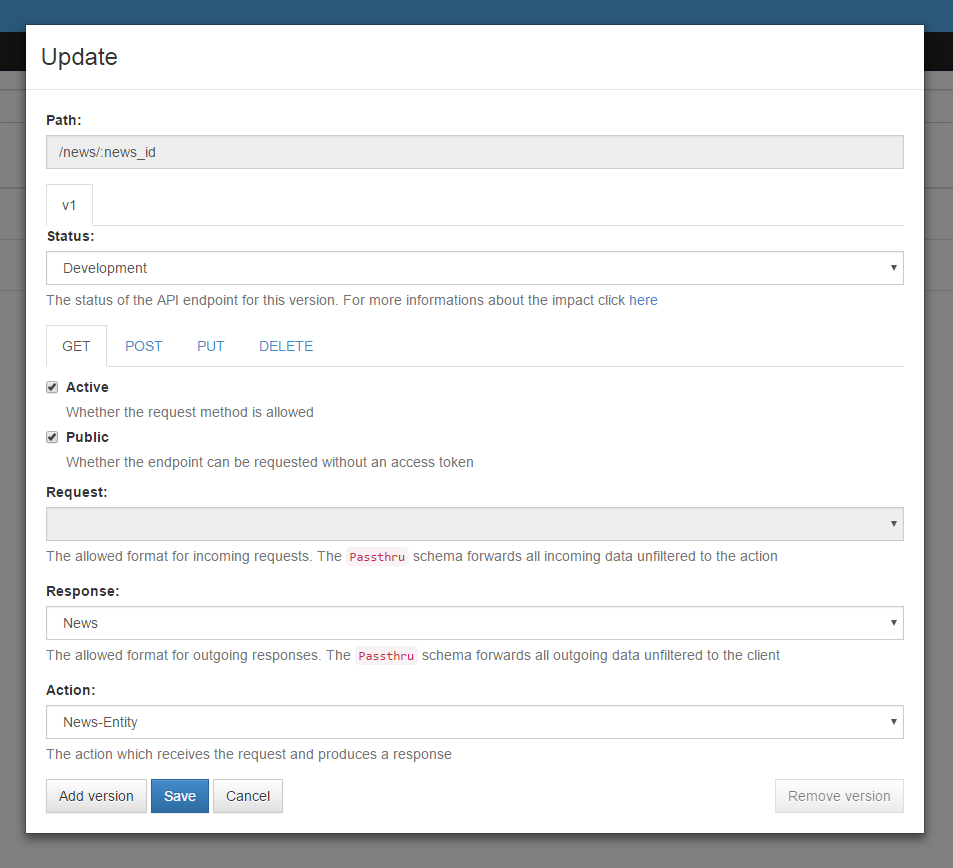 Update
Path:
/news/:news_id
v1
Status:
Development
The status of the API endpoint for this version. For more informations about the impact click here
GET POST PUT DELETE
Active
Whether the request method is allowed
Public
Whether the endpoint can be requested without an access token
Request:
The allowed format for incoming requests. The Passthru schema forwards all incoming data unfiltered to the action
Response:
News
The allowed format for outgoing responses. The Passthru schema forwards all outgoing data unfiltered to the client
Action:
News-Entity
The action which receives the request and produces a response
Add version Save Cancel Remove version